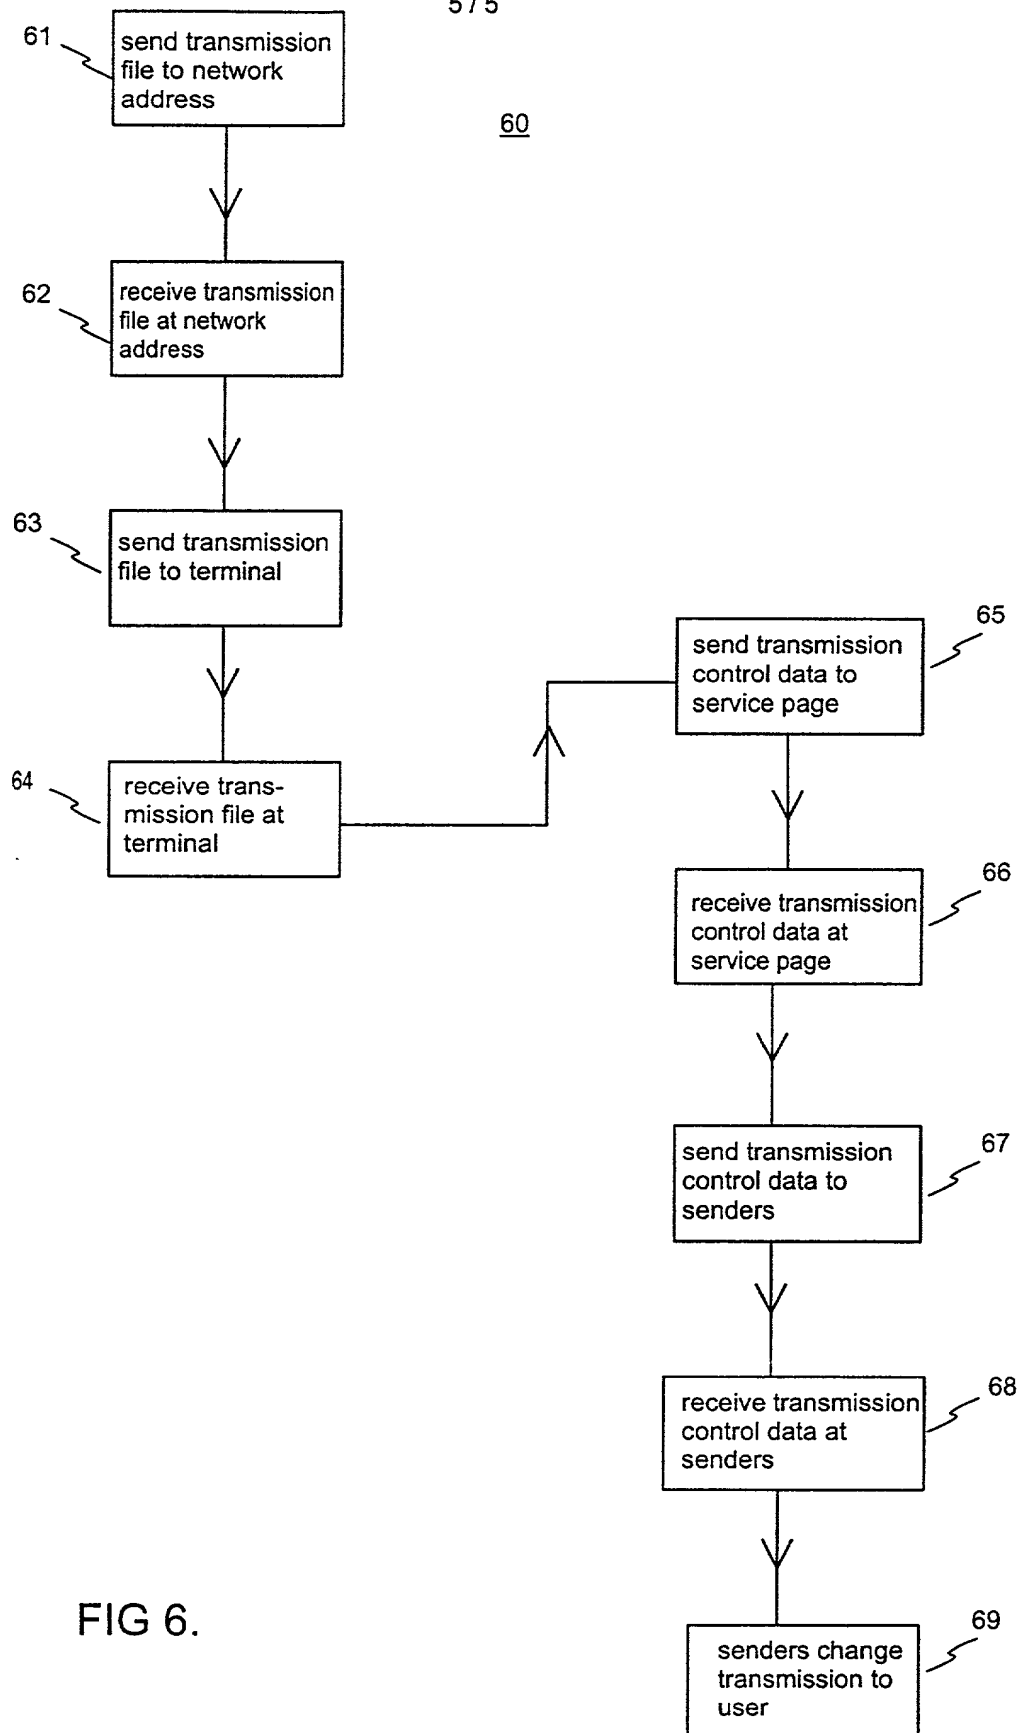 5 / 5
61
send transmission
file to network
address
60
62
receive transmission
file at network
address
63
send transmission
file to terminal
64
receive trans-
mission file at
terminal
65
send transmission
control data to
service page
66
receive transmission
control data at
service page
67
send transmission
control data to
senders
68
receive transmission
control data at
senders
69
senders change
transmission to
user
FIG 6.